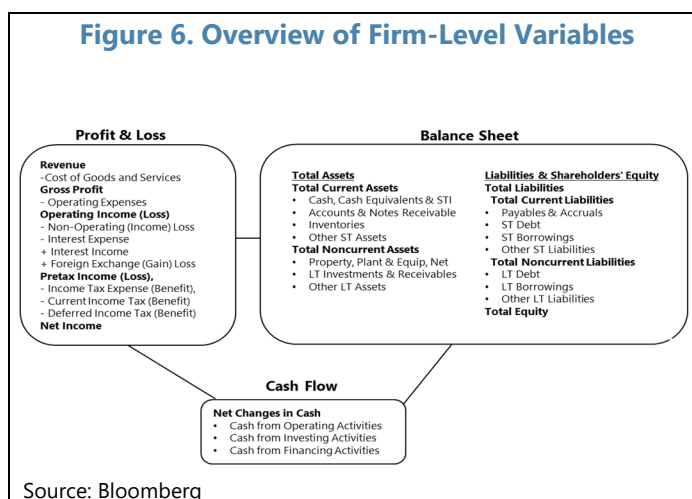 Figure 6. Overview of Firm-Level Variables
Profit & Loss
Revenue
-Cost of Goods and Services
Gross Profit
- Operating Expenses
Operating Income (Loss)
- Non-Operating (Income) Loss
- Interest Expense
+ Interest Income
+ Foreign Exchange (Gain) Loss
Pretax Income (Loss),
- Income Tax Expense (Benefit),
- Current Income Tax (Benefit)
- Deferred Income Tax (Benefit)
Net Income
Balance Sheet
Total Assets
Total Current Assets
• Cash, Cash Equivalents & STI
• Accounts & Notes Receivable
• Inventories
• Other ST Assets
Total Noncurrent Assets
• Property, Plant & Equip, Net
• LT Investments & Receivables
• Other LT Assets
Liabilities & Shareholders' Equity
Total Liabilities
Total Current Liabilities
• Payables & Accruals
• ST Debt
• ST Borrowings
• Other ST Liabilities
Total Noncurrent Liabilities
• LT Debt
• LT Borrowings
• Other LT Liabilities
Total Equity
Cash Flow
Net Changes in Cash
• Cash from Operating Activities
• Cash from Investing Activities
• Cash from Financing Activities
Source: Bloomberg